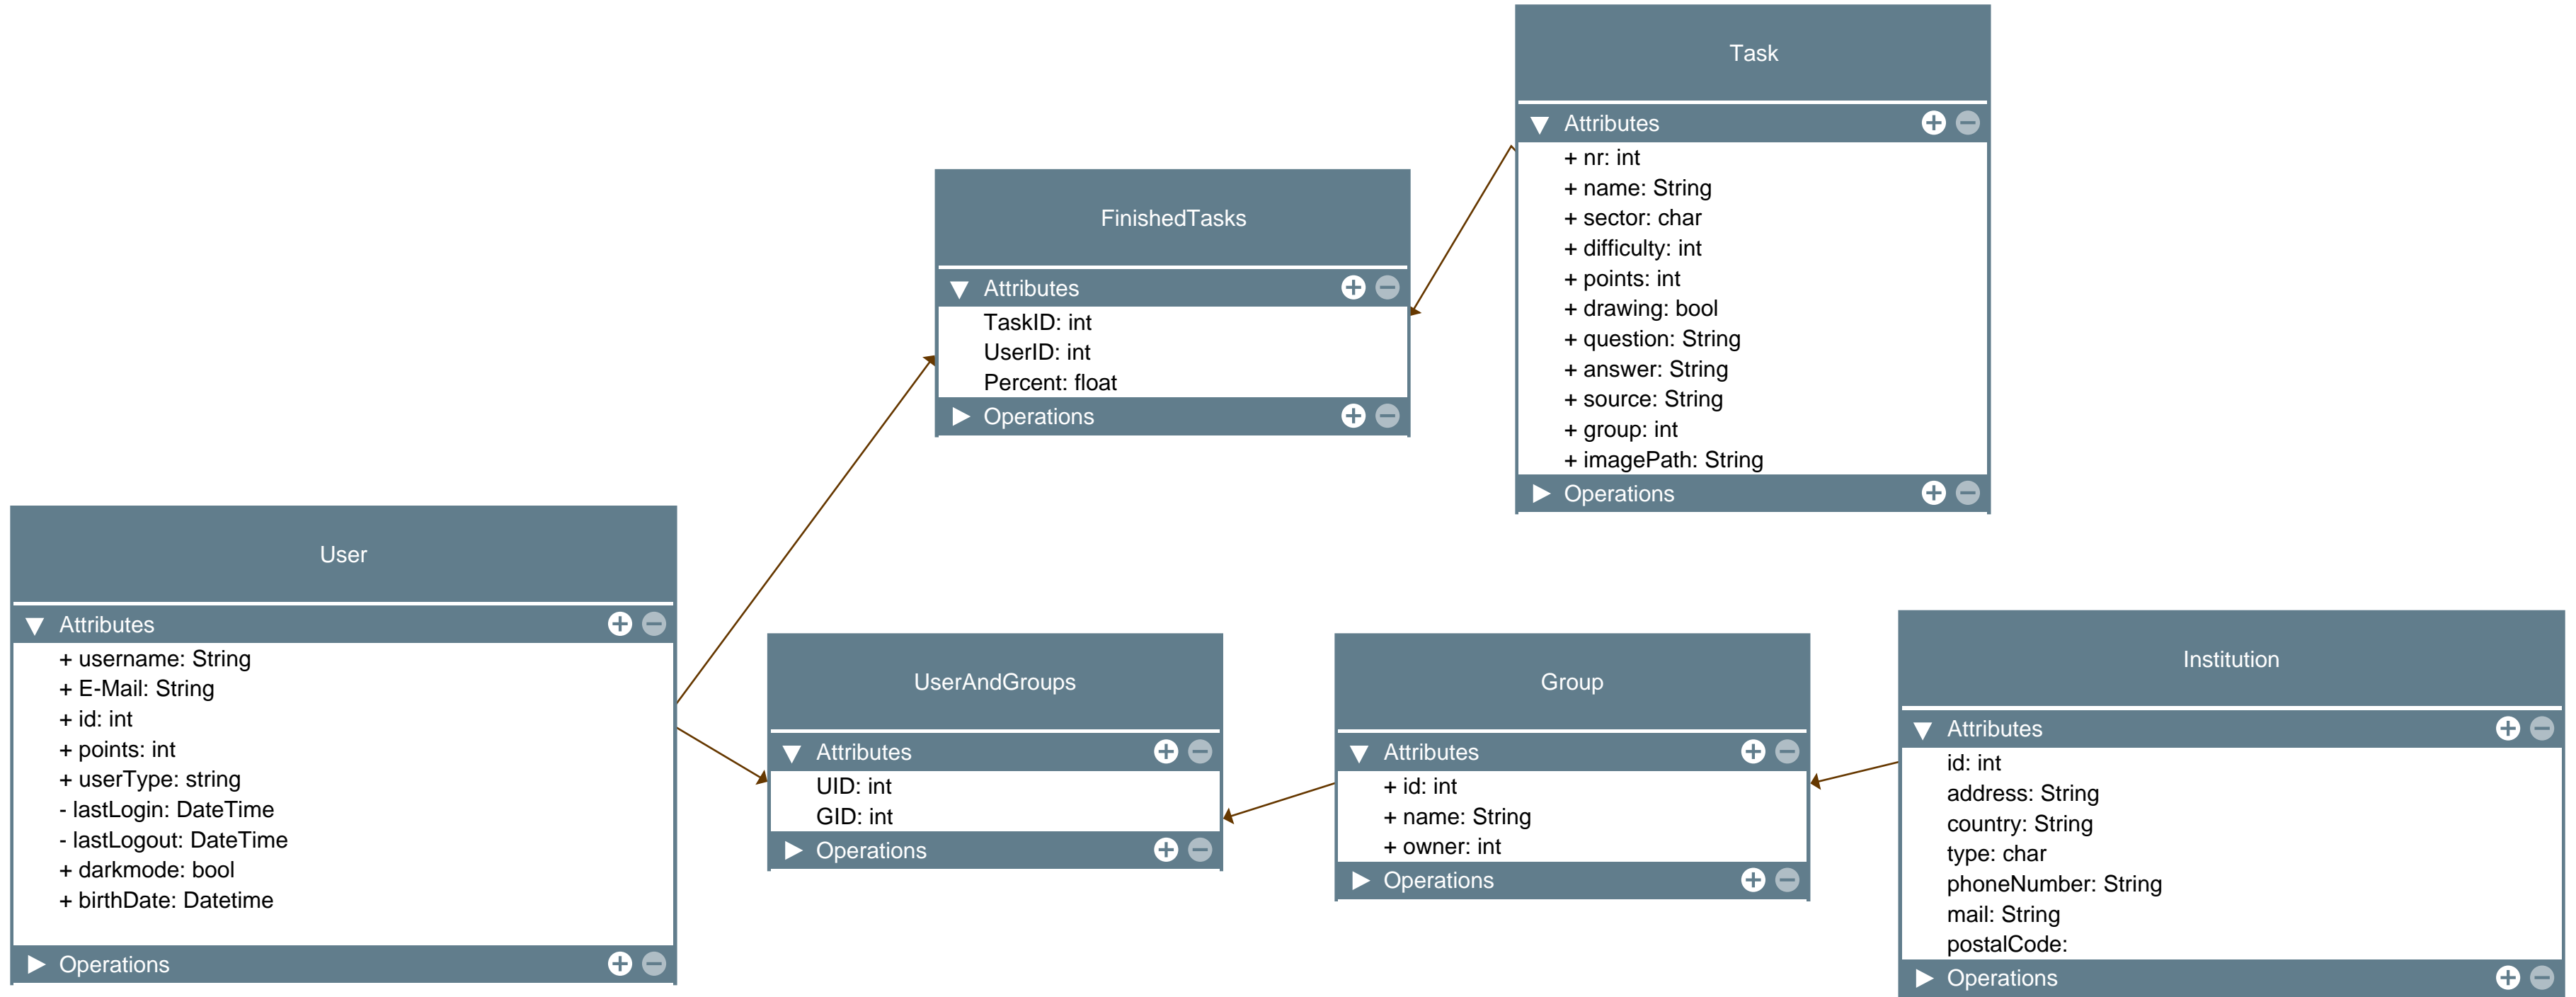 Task
Attributes
+ nr: int
+ name: String
+ sector: char
+ difficulty: int
+ points: int
+ drawing: bool
+ question: String
+ answer: String
+ source: String
+ group: int
+ imagePath: String
Operations
FinishedTasks
Attributes
TaskID: int
UserID: int
Percent: float
Operations
User
Attributes
+ username: String
+ E-Mail: String
+ id: int
+ points: int
+ userType: string
- lastLogin: DateTime
- lastLogout: DateTime
+ darkmode: bool
+ birthDate: Datetime
Operations
UserAndGroups
Attributes
UID: int
GID: int
Operations
Group
Attributes
+ id: int
+ name: String
+ owner: int
Operations
Institution
Attributes
id: int
address: String
country: String
type: char
phoneNumber: String
mail: String
postalCode:
Operations